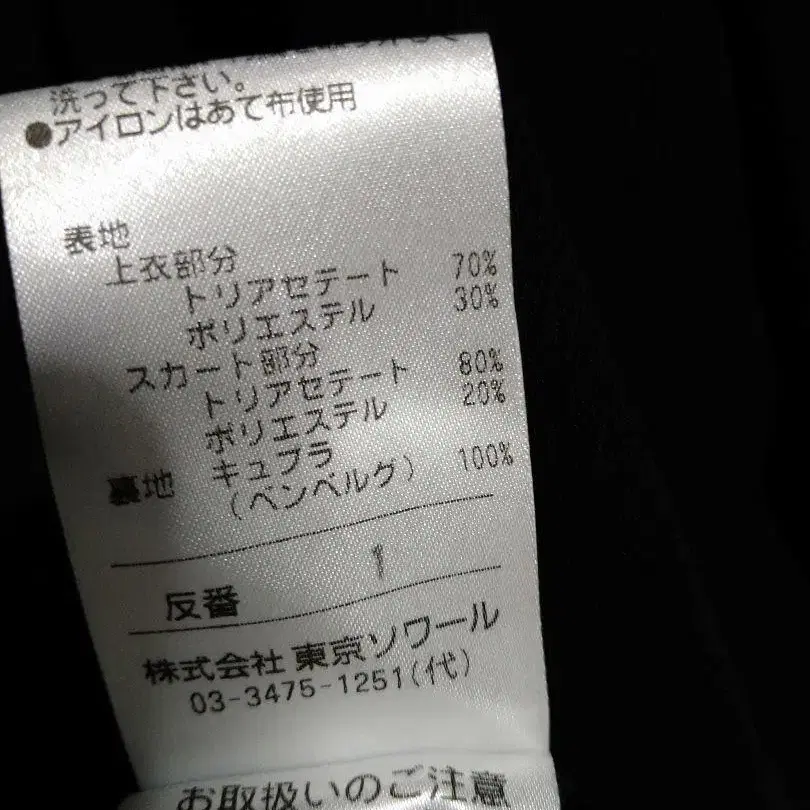 洗って下さい。
●アイロンはあて布使用
表地
上衣部分
トリアセテート 70%
ポリエステル 30%
スカート部分
トリアセテート 80%
ポリエステル 20%
裏地 キュプラ 100%
(ベンベルグ)
反番 1
株式会社 東京ソワール
03-3475-1251(代)
お取扱いのご注意